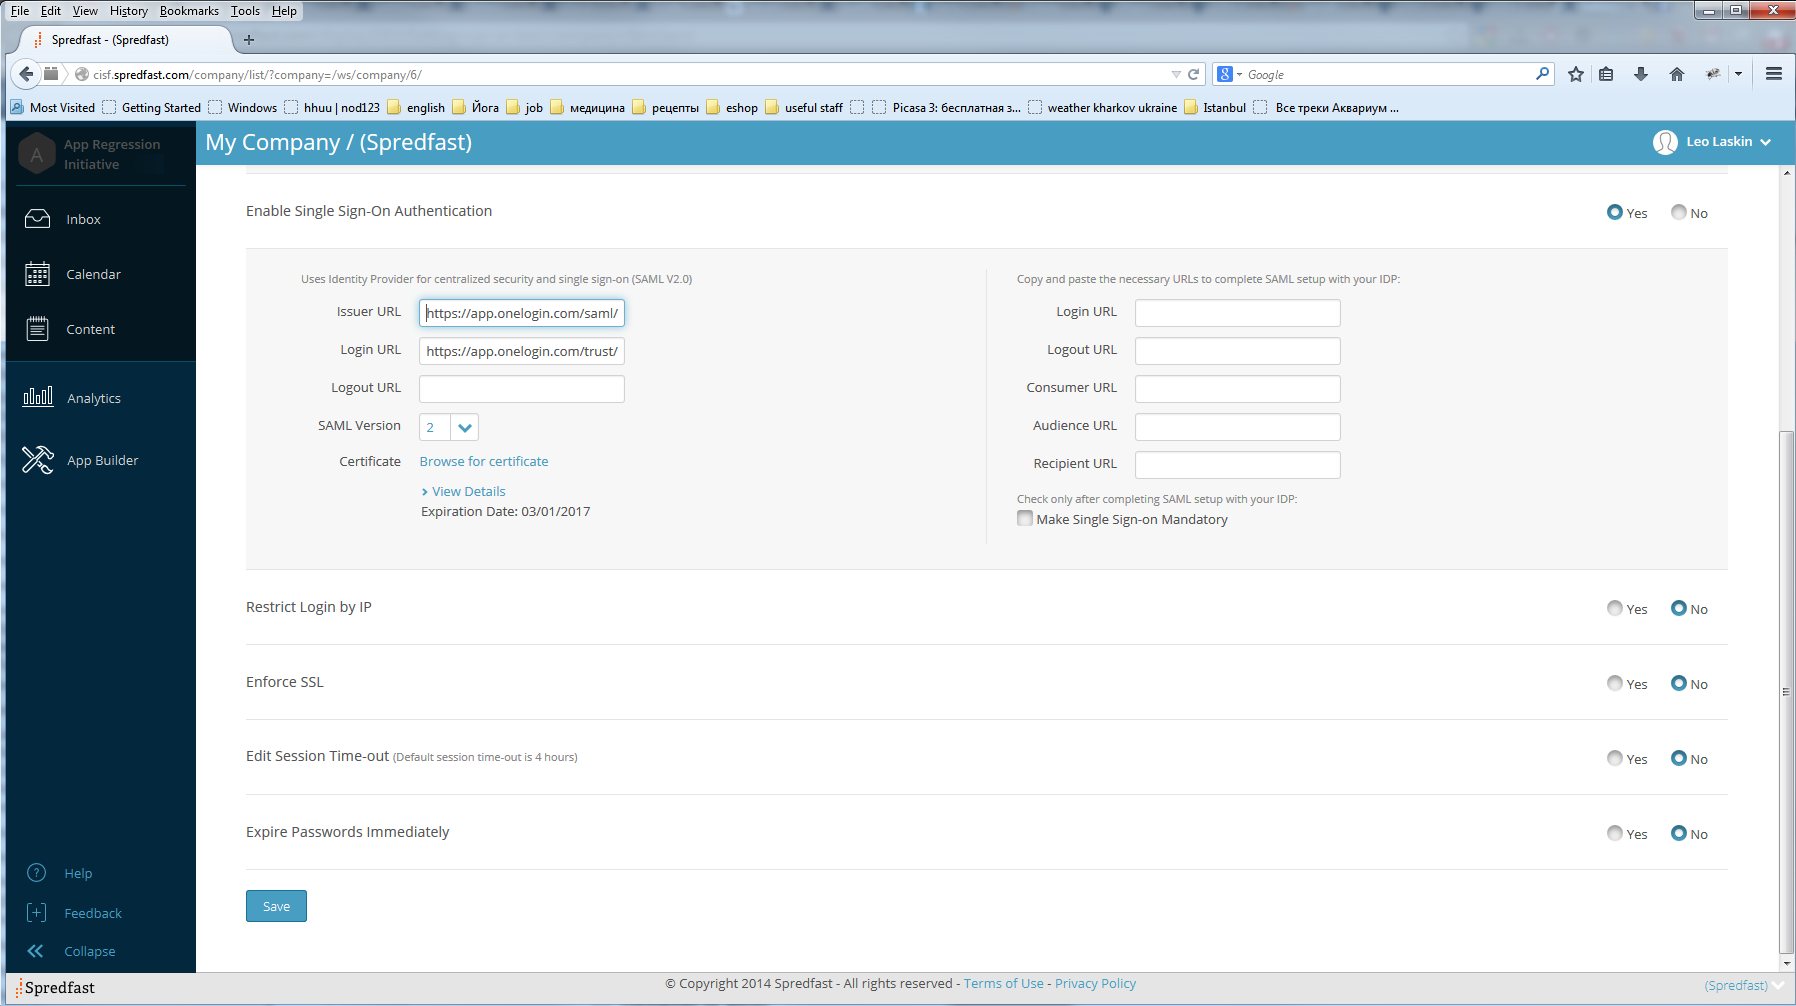 File Edit View History Bookmarks Tools Help
Spredfast - (Spredfast)
cisf.spredfast.com/company/list/?company=/ws/company/6/
8 Google
Most Visited Getting Started Windows hhuu | nod123 english Йога job медицина рецепты eshop useful staff Picasa 3: бесплатная з... weather kharkov ukraine Istanbul Все треки Аквариум ...
A App Regression
Initiative
My Company / (Spredfast)
Leo Laskin
Inbox
Calendar
Content
Analytics
App Builder
Help
Feedback
Collapse
Enable Single Sign-On Authentication
Yes No
Uses Identity Provider for centralized security and single sign-on (SAML V2.0)
Issuer URL https://app.onelogin.com/saml/
Login URL https://app.onelogin.com/trust/
Logout URL
SAML Version 2
Certificate Browse for certificate
View Details
Expiration Date: 03/01/2017
Copy and paste the necessary URLs to complete SAML setup with your IDP:
Login URL
Logout URL
Consumer URL
Audience URL
Recipient URL
Check only after completing SAML setup with your IDP:
Make Single Sign-on Mandatory
Restrict Login by IP
Yes No
Enforce SSL
Yes No
Edit Session Time-out (Default session time-out is 4 hours)
Yes No
Expire Passwords Immediately
Yes No
Save
Spredfast
© Copyright 2014 Spredfast - All rights reserved - Terms of Use - Privacy Policy
(Spredfast)